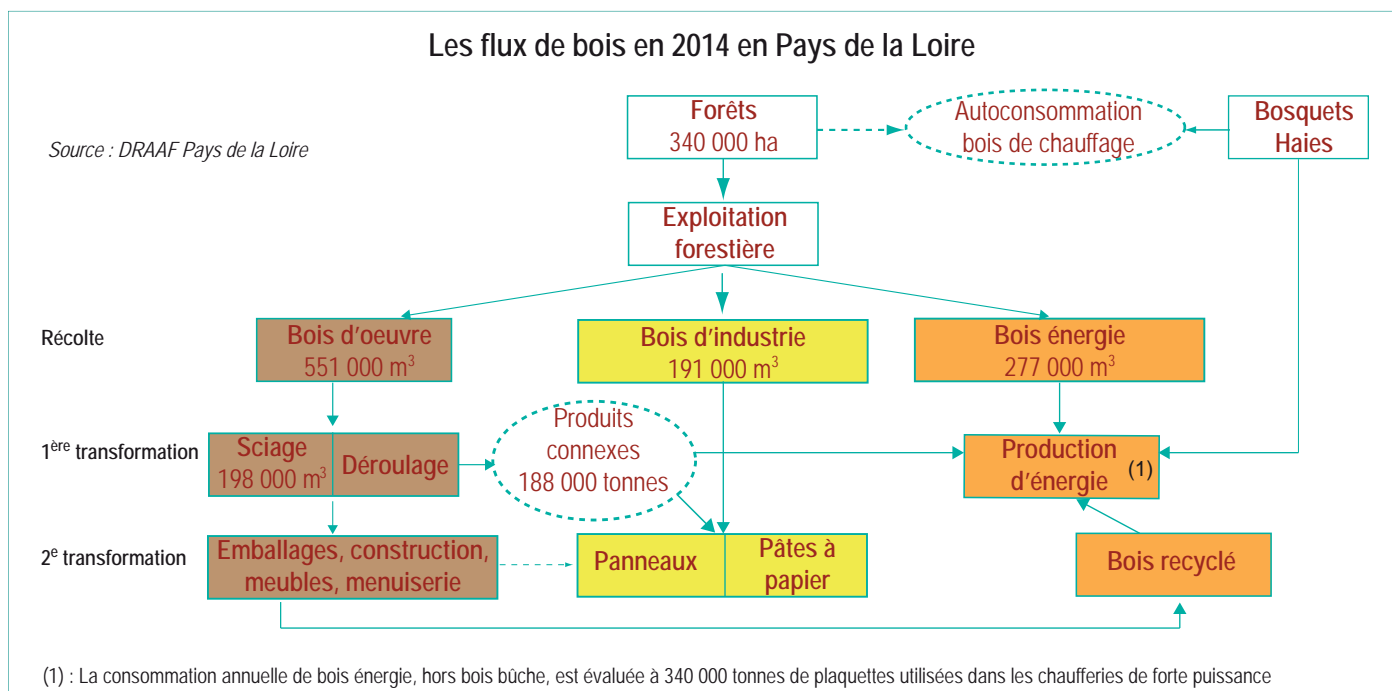 Les flux de bois en 2014 en Pays de la Loire
Source : DRAAF Pays de la Loire
Forêts
340 000 ha
Autoconsommation
bois de chauffage
Bosquets
Haies
Exploitation
forestière
Récolte
Bois d'oeuvre
551 000 m³
Bois d'industrie
191 000 m³
Bois énergie
277 000 m³
1ère transformation
Sciage
198 000 m³
Déroulage
Produits
connexes
188 000 tonnes
Production
d'énergie
(1)
2e transformation
Emballages, construction,
meubles, menuiserie
Panneaux
Pâtes à
papier
Bois recyclé
(1) : La consommation annuelle de bois énergie, hors bois bûche, est évaluée à 340 000 tonnes de plaquettes utilisées dans les chaufferies de forte puissance